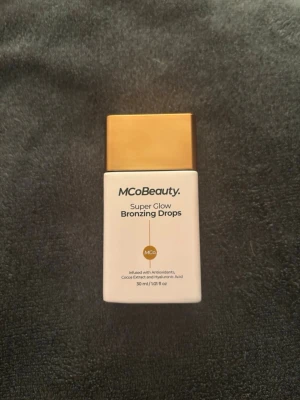 MCoBeauty.
Super Glow
Bronzing Drops
MCo
Infused with Antioxidants,
Cocoa Extract and Hyaluronic Acid
30 ml / 1.01 fl oz